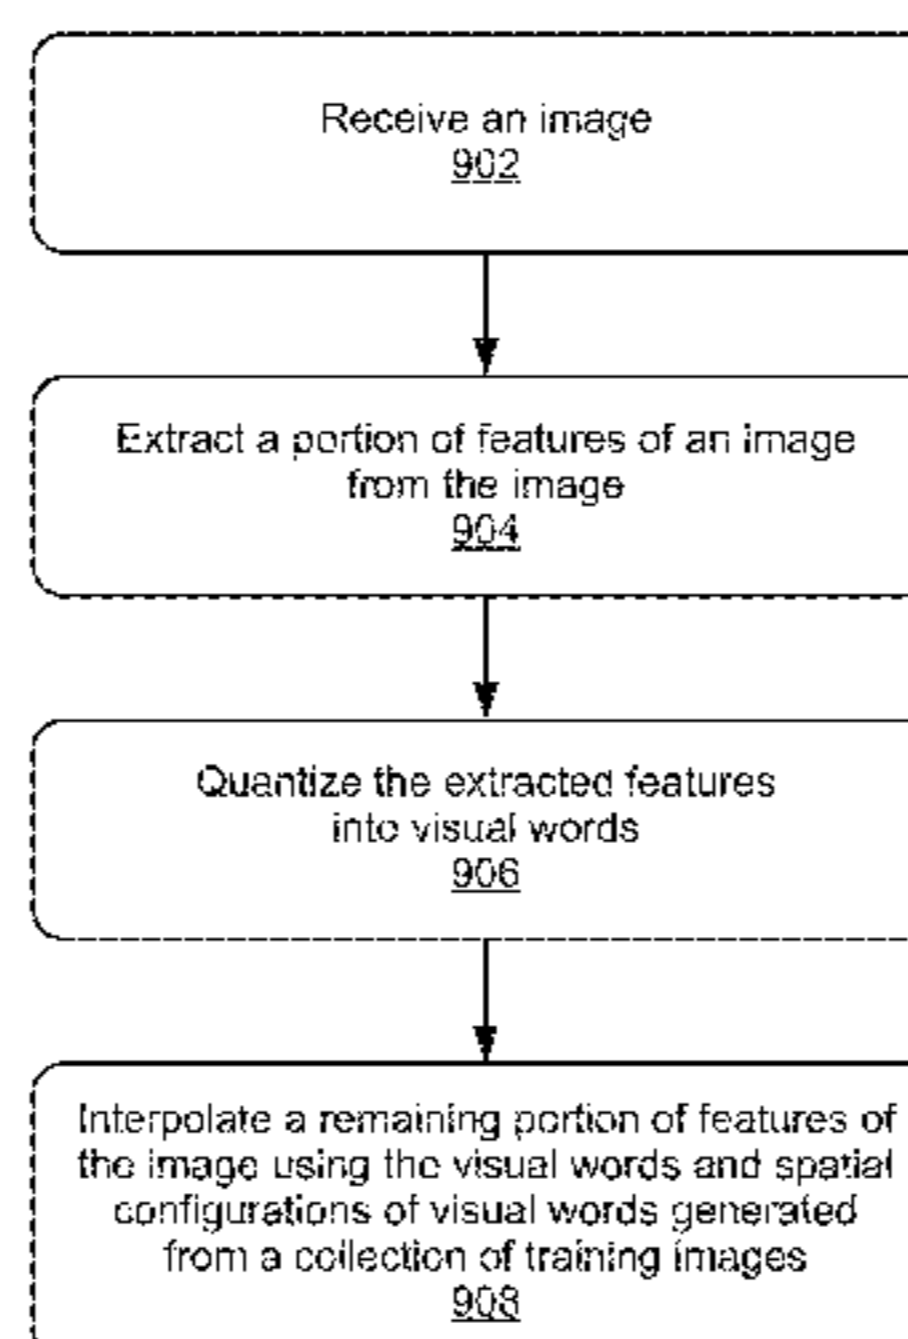 Receive an image
902
Extract a portion of features of an image
from the image
904
Quantize the extracted features
into visual words
906
Interpolate a remaining portion of features of
the image using the visual words and spatial
configurations of visual words generated
from a collection of training images
908